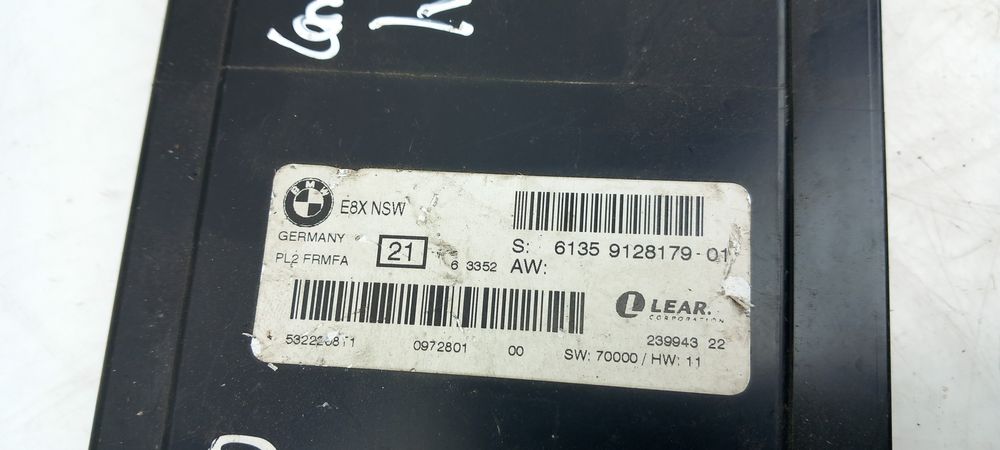 BMW
E8X NSW
GERMANY
PL2 FRMFA
21
6 3352
S: 6135 9128179-01
AW:
LEAR.
CORPORATION
0972801 00
239943 22
SW: 70000 / HW: 11